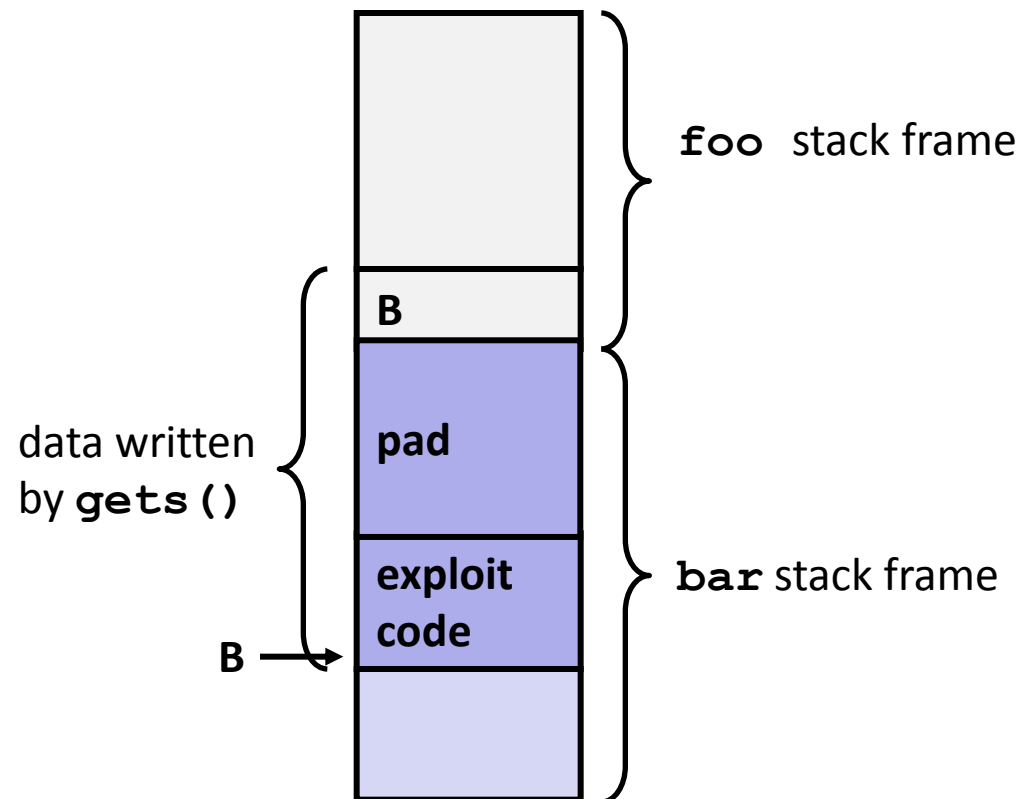 foo stack frame
B
data written
by gets()
pad
exploit
code
bar stack frame
B